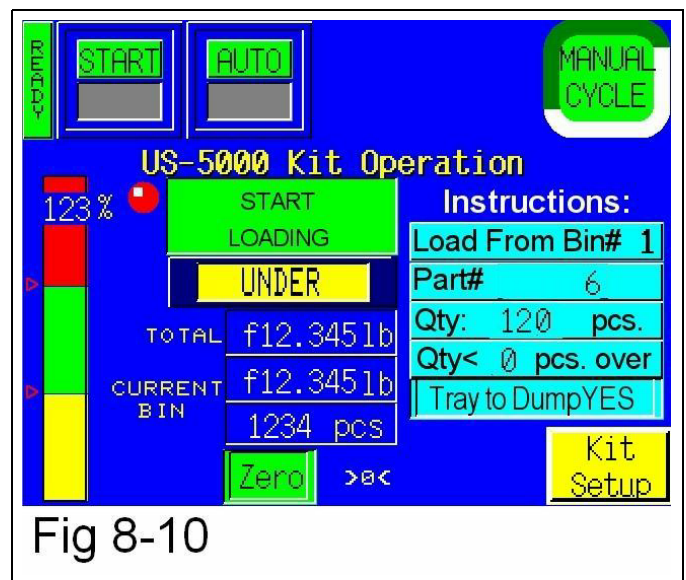 READY
START
AUTO
MANUAL
CYCLE
US-5000 Kit Operation
123%
START
LOADING
UNDER
TOTAL f12.345lb
CURRENT
BIN
f12.345lb
1234 pcs
Zero >0<
Instructions:
Load From Bin# 1
Part# 6
Qty: 120 pcs.
Qty< 0 pcs. over
Tray to DumpYES
Kit
Setup
Fig 8-10